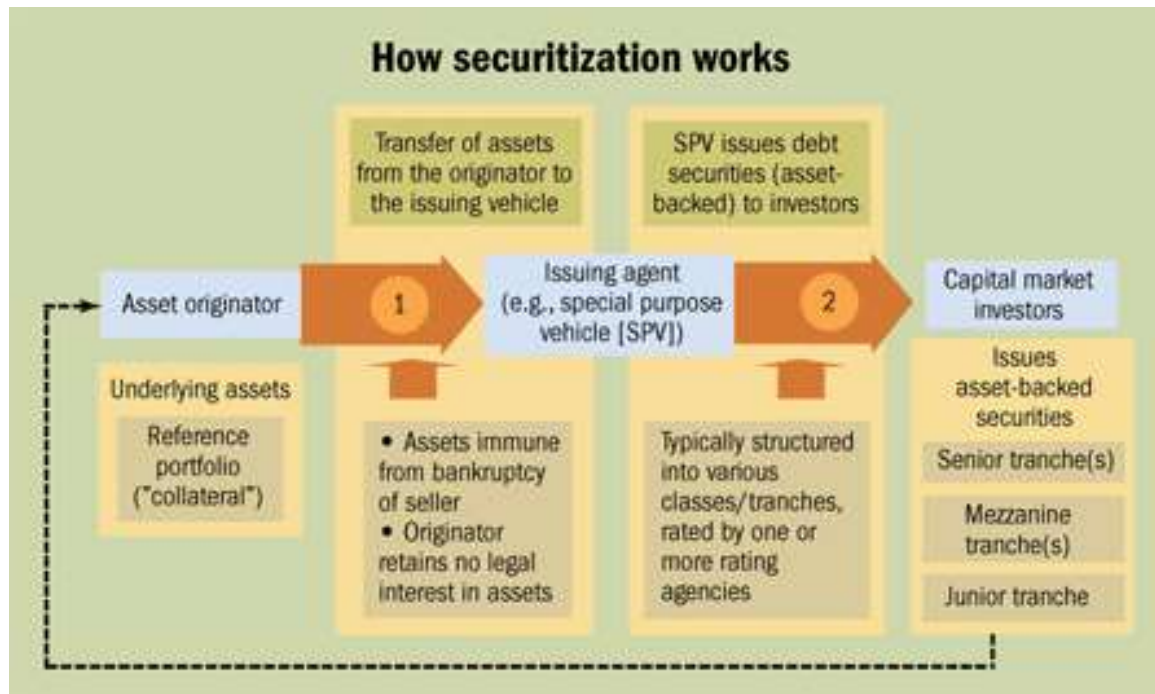 How securitization works
Transfer of assets
from the originator to
the issuing vehicle
SPV issues debt
securities (asset-
backed) to investors
Asset originator
1
Issuing agent
(e.g., special purpose
vehicle [SPV])
2
Capital market
investors
Underlying assets
Reference
portfolio
("collateral")
• Assets immune
from bankruptcy
of seller
• Originator
retains no legal
interest in assets
Typically structured
into various
classes/tranches,
rated by one or
more rating
agencies
Issues
asset-backed
securities
Senior tranche(s)
Mezzanine
tranche(s)
Junior tranche